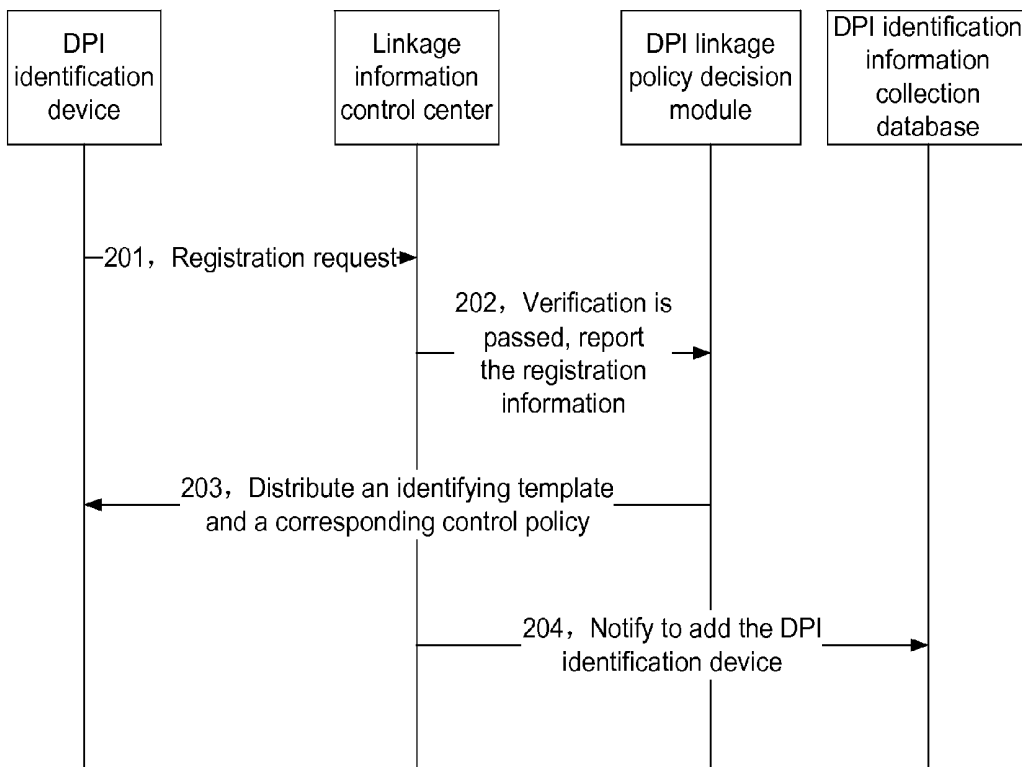 DPI
identification
device
Linkage
information
control center
DPI linkage
policy decision
module
DPI identification
information
collection
database
201，Registration request
202，Verification is
passed, report
the registration
information
203，Distribute an identifying template
and a corresponding control policy
204，Notify to add the DPI
identification device